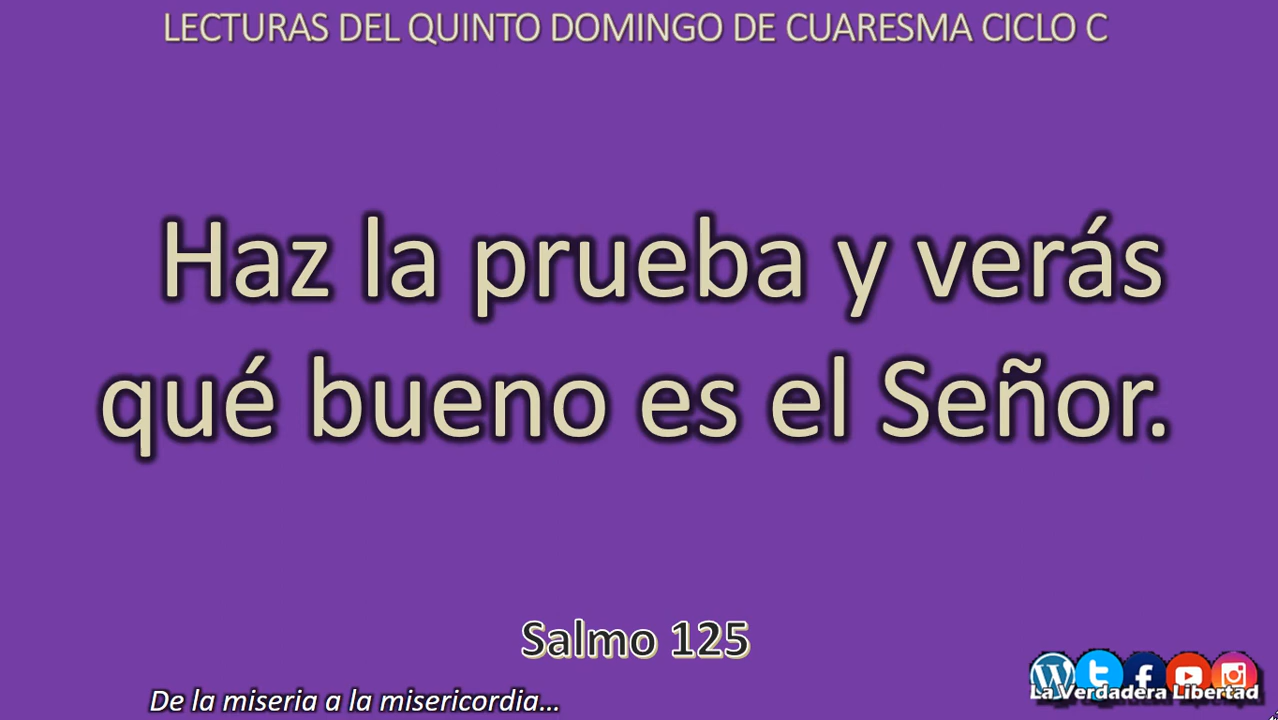 LECTURAS DEL QUINTO DOMINGO DE CUARESMA CICLO C
Haz la prueba y verás
qué bueno es el Señor.
Salmo 125
La Verdadera Libertad
De la miseria a la misericordia...